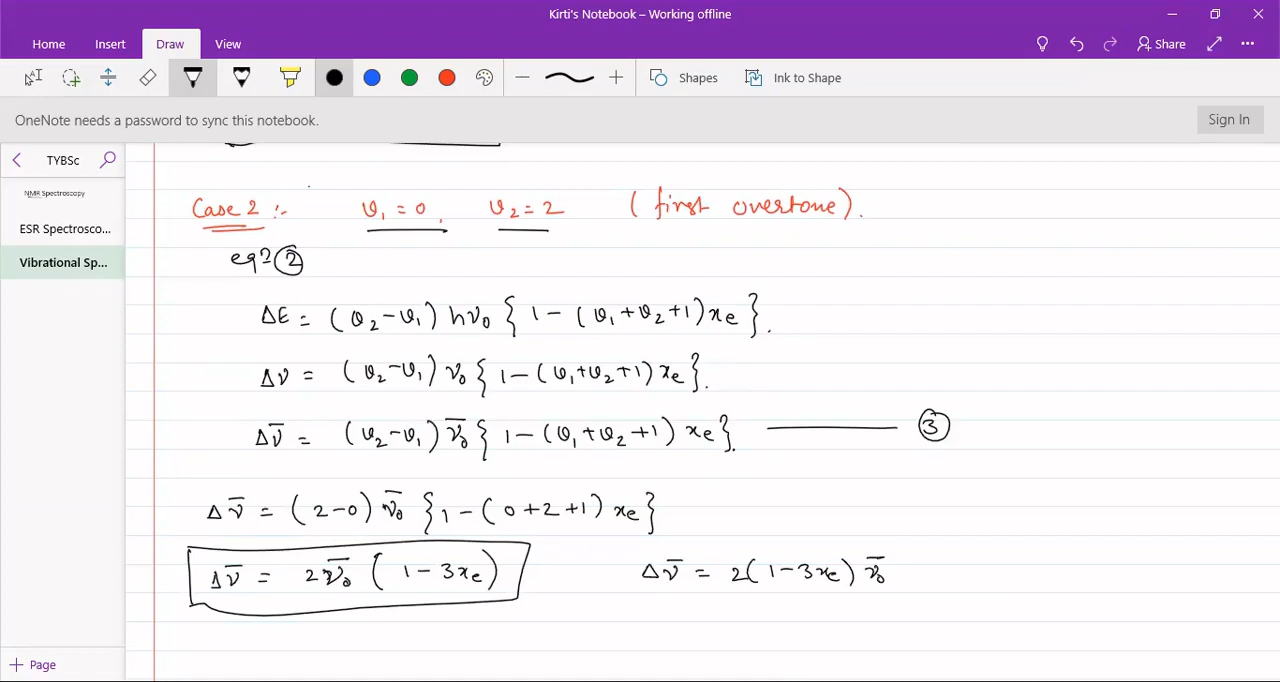 Kirti's Notebook – Working offline
Home Insert Draw View
Share
Shapes Ink to Shape
OneNote needs a password to sync this notebook.
Sign In
TYBSc
NMR Spectroscopy
ESR Spectrosco...
Vibrational Sp...
Case 2 :- υ₁ = 0, υ₂ = 2 (first overtone).
eqⁿ ②
ΔE = (υ₂ − υ₁) hν₀ { 1 − (υ₁ + υ₂ + 1) xₑ }.
Δν = (υ₂ − υ₁) ν₀ { 1 − (υ₁ + υ₂ + 1) xₑ }.
Δν̅ = (υ₂ − υ₁) ν̅₀ { 1 − (υ₁ + υ₂ + 1) xₑ }. ——— ③
Δν̅ = (2 − 0) ν̅₀ { 1 − (0 + 2 + 1) xₑ }
Δν̅ = 2ν̅₀ (1 − 3xₑ) Δν̅ = 2(1 − 3xₑ) ν̅₀
+ Page